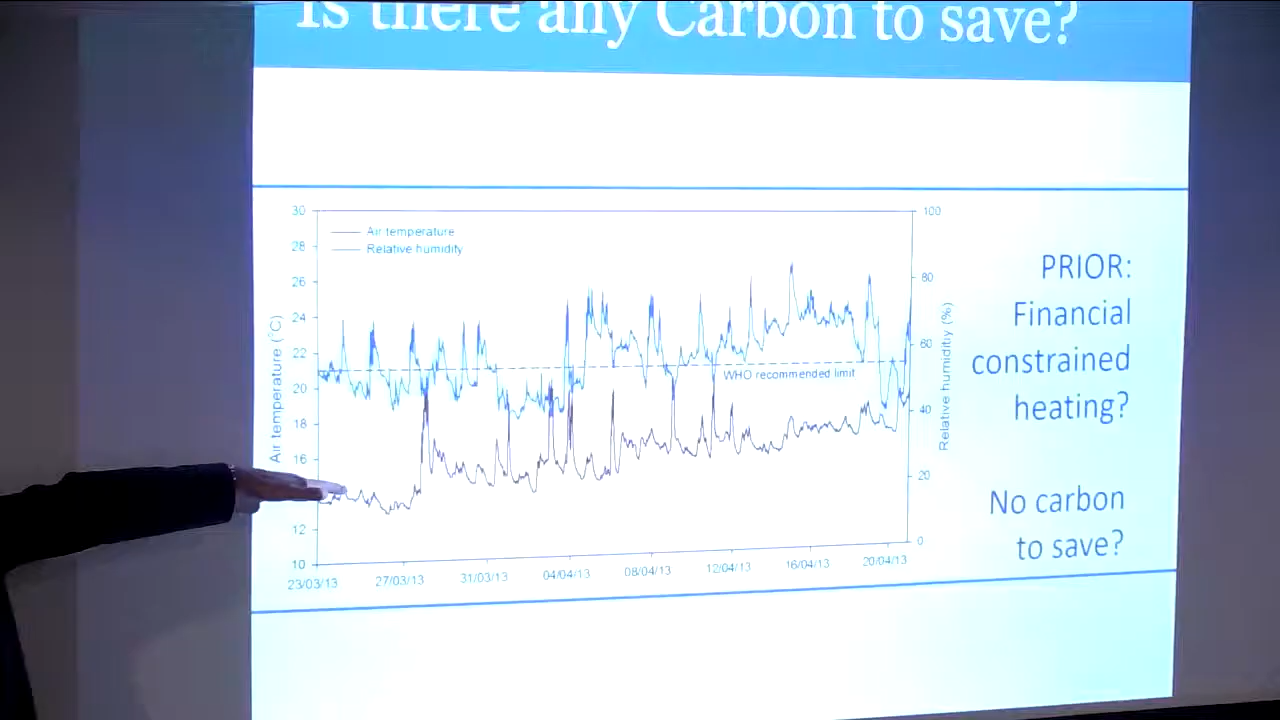 Is there any Carbon to save?
30
28
26
24
22
20
18
16
12
10
Air temperature (°C)
Air temperature
Relative humidity
WHO recommended limit
100
80
60
40
20
0
Relative humiditiy (%)
23/03/13
27/03/13
31/03/13
04/04/13
08/04/13
12/04/13
16/04/13
20/04/13
PRIOR:
Financial
constrained
heating?
No carbon
to save?